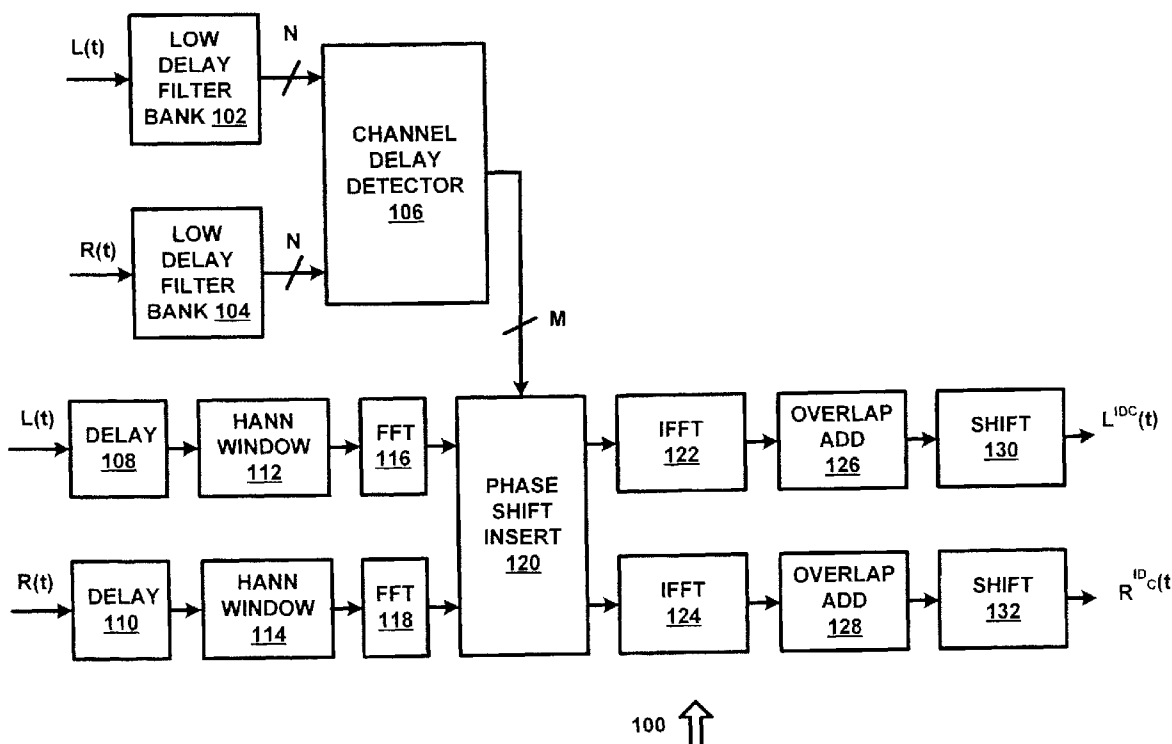 L(t)
LOW
DELAY
FILTER
BANK 102
N
CHANNEL
DELAY
DETECTOR
106
R(t)
LOW
DELAY
FILTER
BANK 104
N
M
L(t)
DELAY
108
HANN
WINDOW
112
FFT
116
PHASE
SHIFT
INSERT
120
IFFT
122
OVERLAP
ADD
126
SHIFT
130
L^IDC(t)
R(t)
DELAY
110
HANN
WINDOW
114
FFT
118
IFFT
124
OVERLAP
ADD
128
SHIFT
132
R^IDC(t
100